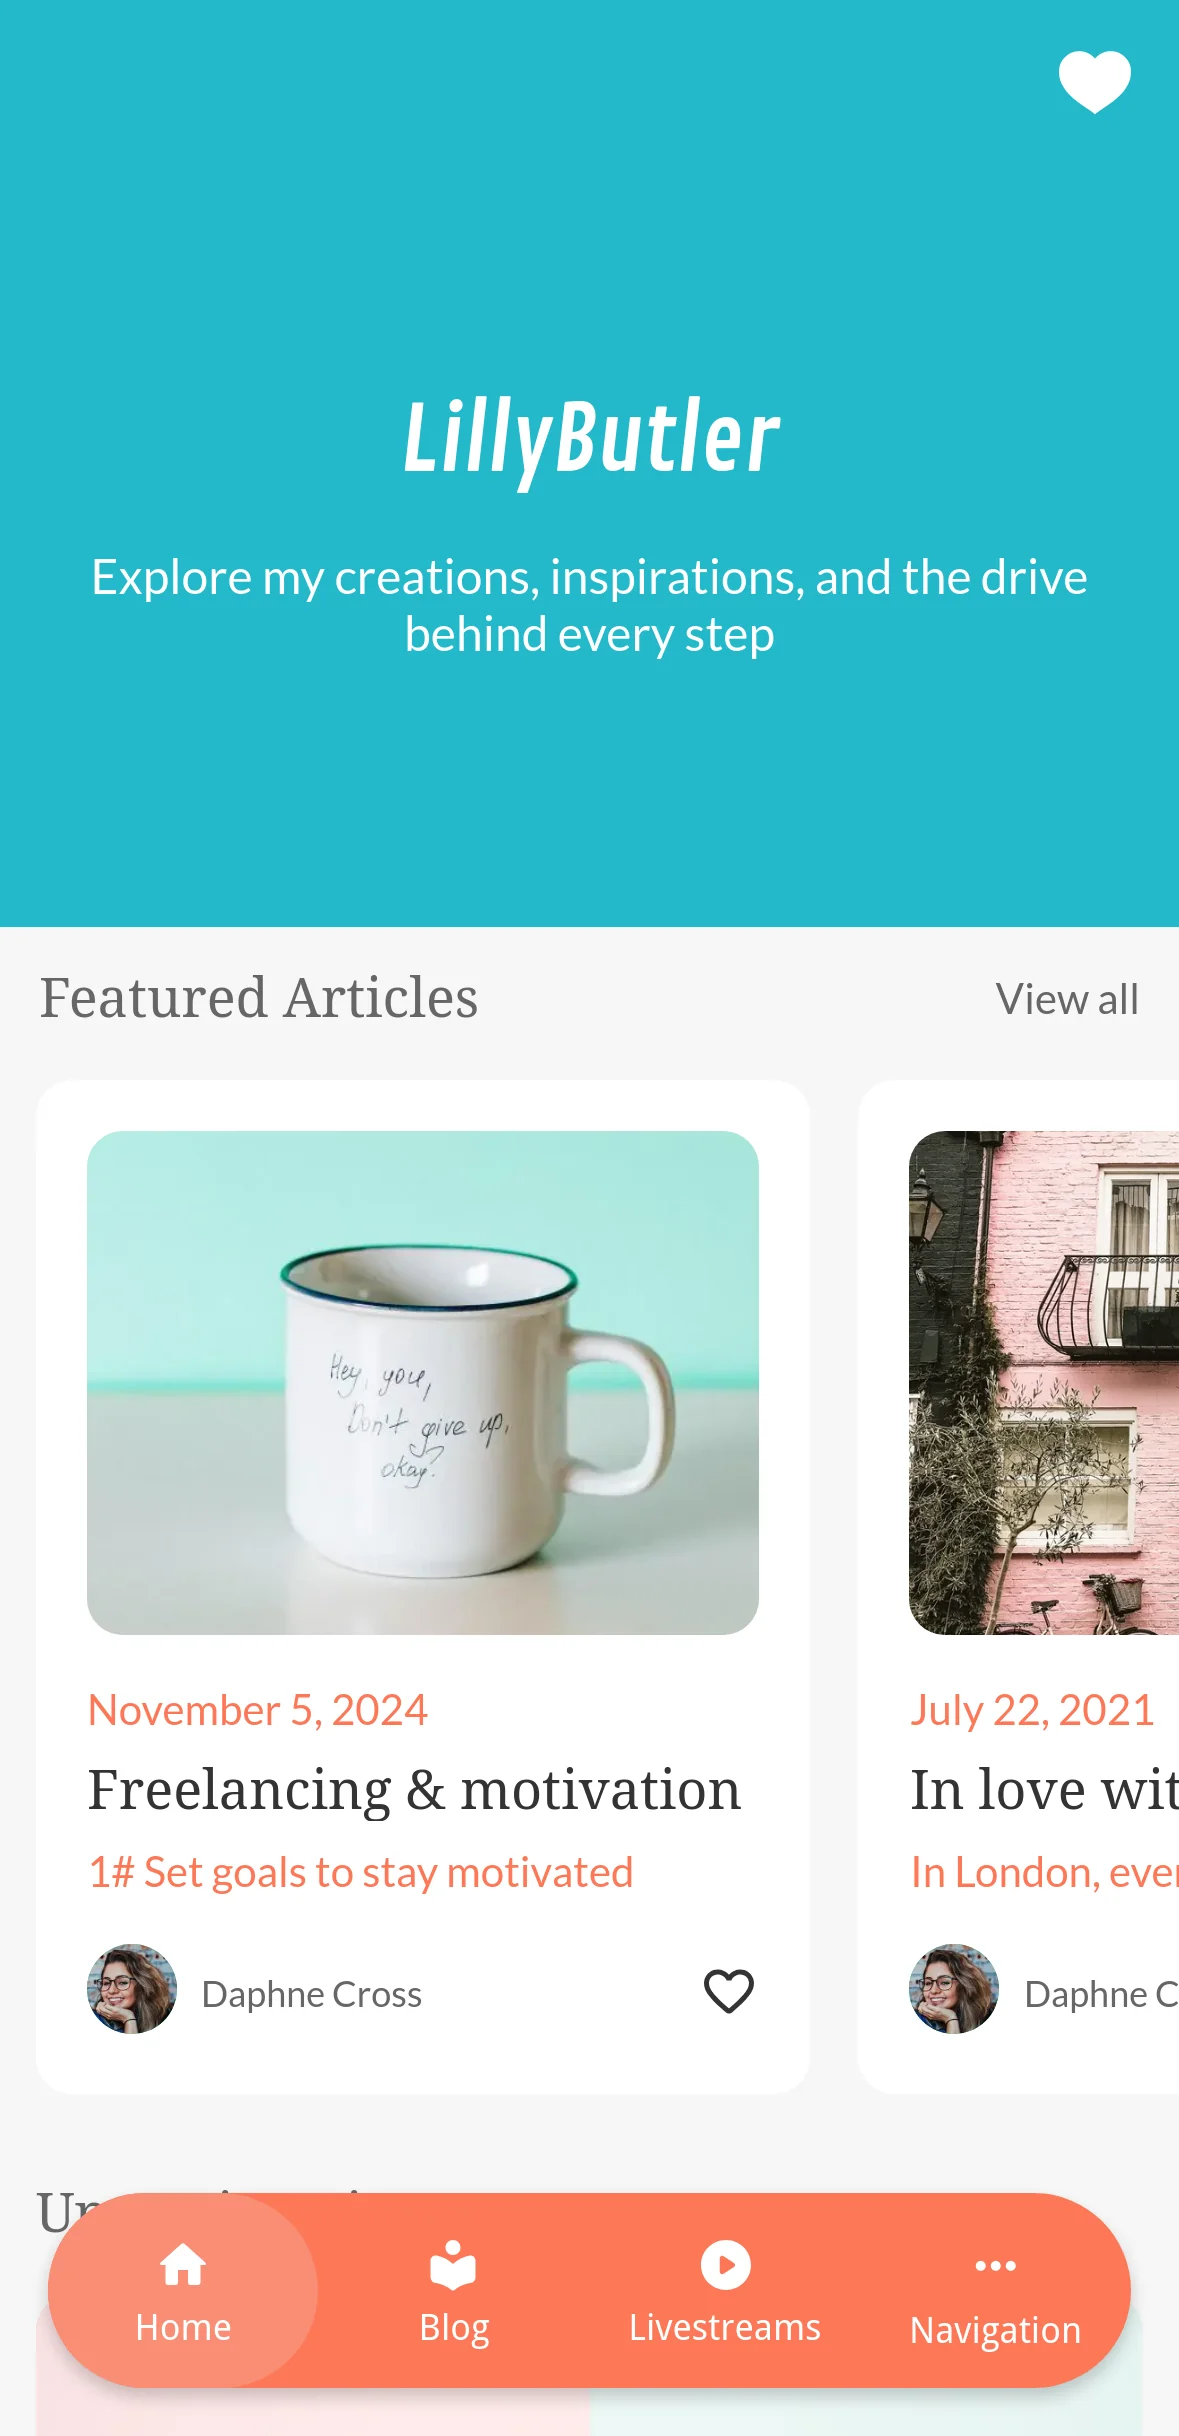 LillyButler
Explore my creations, inspirations, and the drive
behind every step
Featured Articles
View all
Hey, you,
Don't give up,
okay?
November 5, 2024
Freelancing & motivation
1# Set goals to stay motivated
Daphne Cross
July 22, 2021
In love wit
In London, ever
Daphne C
Home
Blog
Livestreams
Navigation